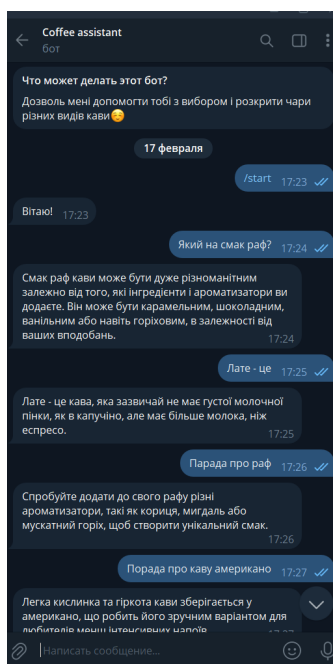 Coffee assistant
бот
Что может делать этот бот?
Дозволь мені допомогти тобі з вибором і розкрити чари
різних видів кави☺️
17 февраля
/start 17:23
Вітаю! 17:23
Який на смак раф? 17:24
Смак раф кави може бути дуже різноманітним
залежно від того, які інгредієнти і ароматизатори ви
додаєте. Він може бути карамельним, шоколадним,
ванільним або навіть горіховим, в залежності від
ваших вподобань. 17:24
Лате - це 17:25
Лате - це кава, яка зазвичай не має густої молочної
пінки, як в капучіно, але має більше молока, ніж
еспресо. 17:25
Парада про раф 17:26
Спробуйте додати до свого рафу різні
ароматизатори, такі як кориця, мигдаль або
мускатний горіх, щоб створити унікальний смак.
17:26
Порада про каву американо 17:27
Легка кислинка та гіркота кави зберігається у
американо, що робить його зручним варіантом для
любителів менш інтенсивних напоїв. 17:27
Написать сообщение...